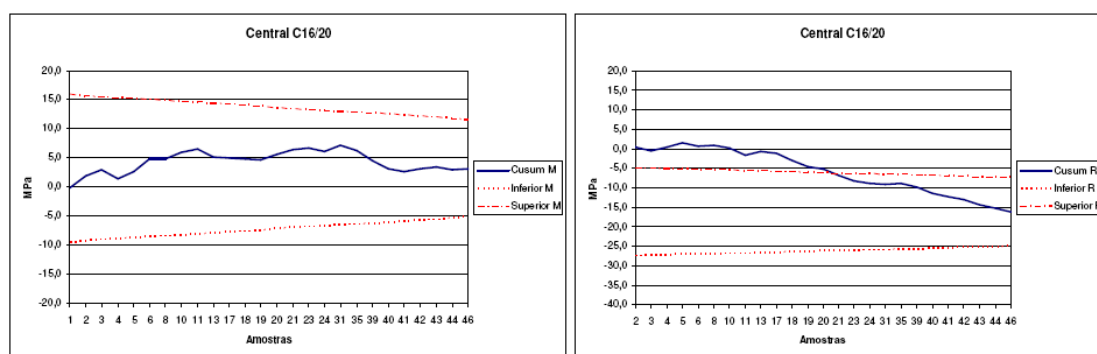 Central C16/20
20,0
15,0
10,0
5,0
0,0
-5,0
-10,0
-15,0
-20,0
MPa
1 2 3 4 5 6 8 10 11 13 17 18 19 20 21 23 24 31 35 39 40 41 42 43 44 46
Amostras
Cusum M
Inferior M
Superior M
Central C16/20
20,0
15,0
10,0
5,0
0,0
-5,0
-10,0
-15,0
-20,0
-25,0
-30,0
-35,0
-40,0
MPa
2 3 4 5 6 8 10 11 13 17 18 19 20 21 23 24 31 35 39 40 41 42 43 44 46
Amostras
Cusum R
Inferior R
Superior R